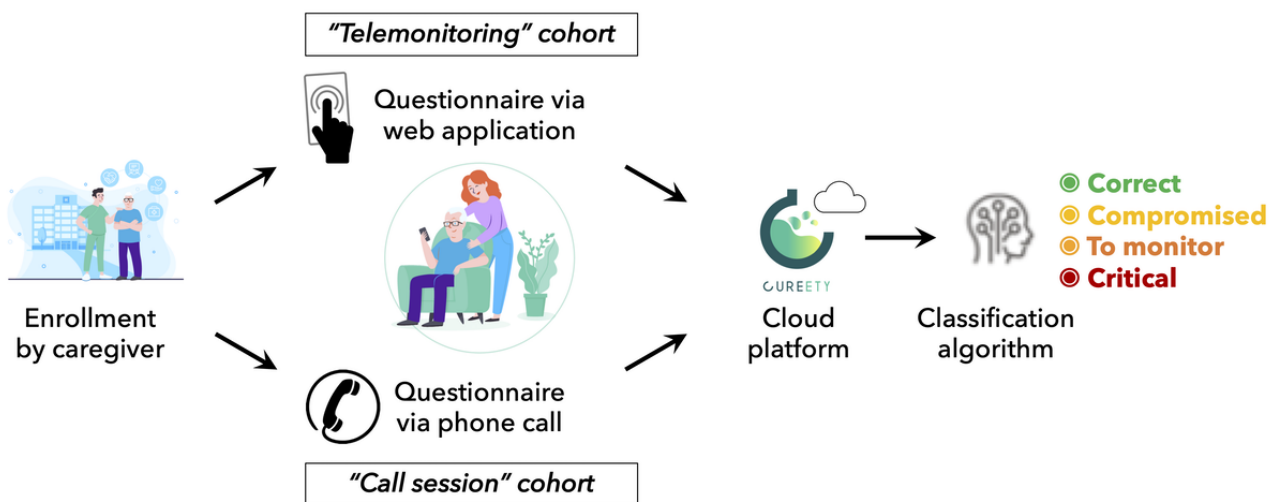 “Telemonitoring” cohort
Questionnaire via
web application
Enrollment
by caregiver
Questionnaire
via phone call
“Call session” cohort
CUREETY
Cloud
platform
Classification
algorithm
Correct
Compromised
To monitor
Critical